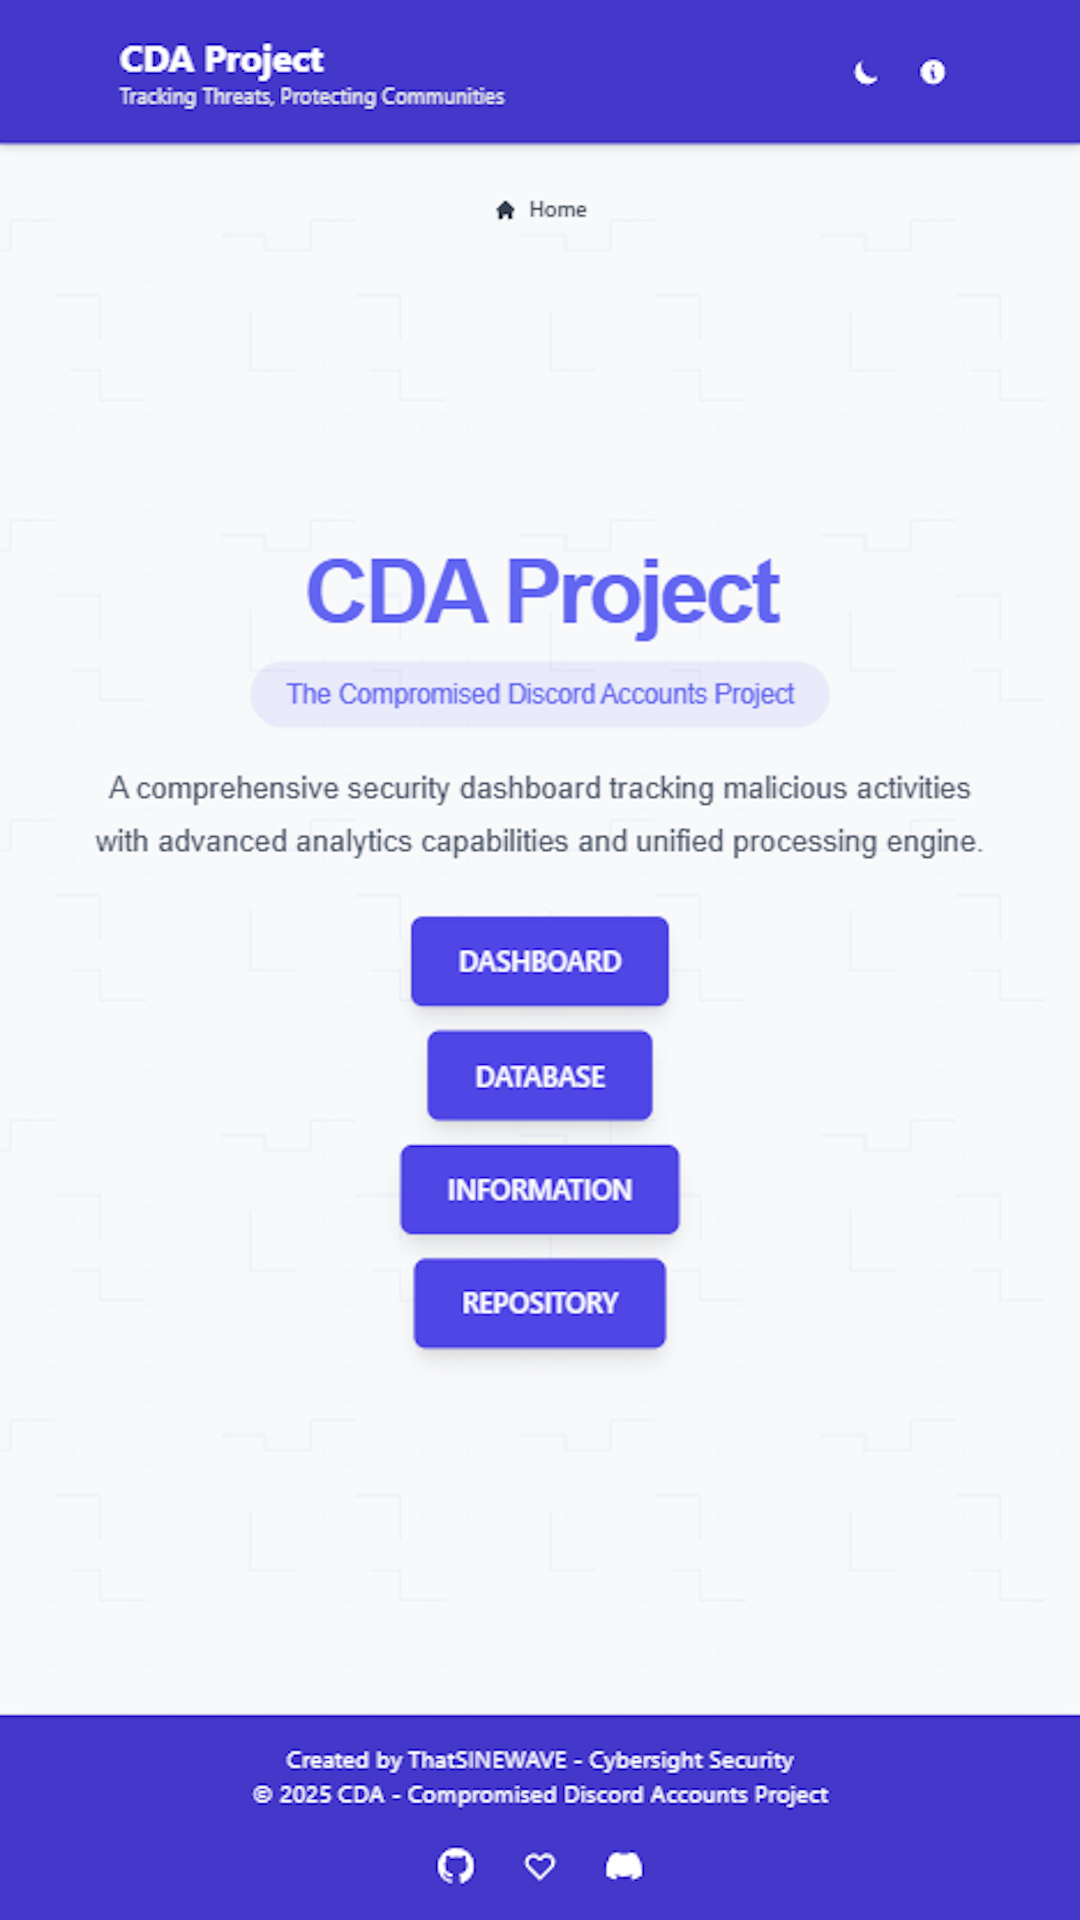 CDA Project
Tracking Threats, Protecting Communities
Home
CDA Project
The Compromised Discord Accounts Project
A comprehensive security dashboard tracking malicious activities
with advanced analytics capabilities and unified processing engine.
DASHBOARD
DATABASE
INFORMATION
REPOSITORY
Created by ThatSINEWAVE - Cybersight Security
© 2025 CDA - Compromised Discord Accounts Project